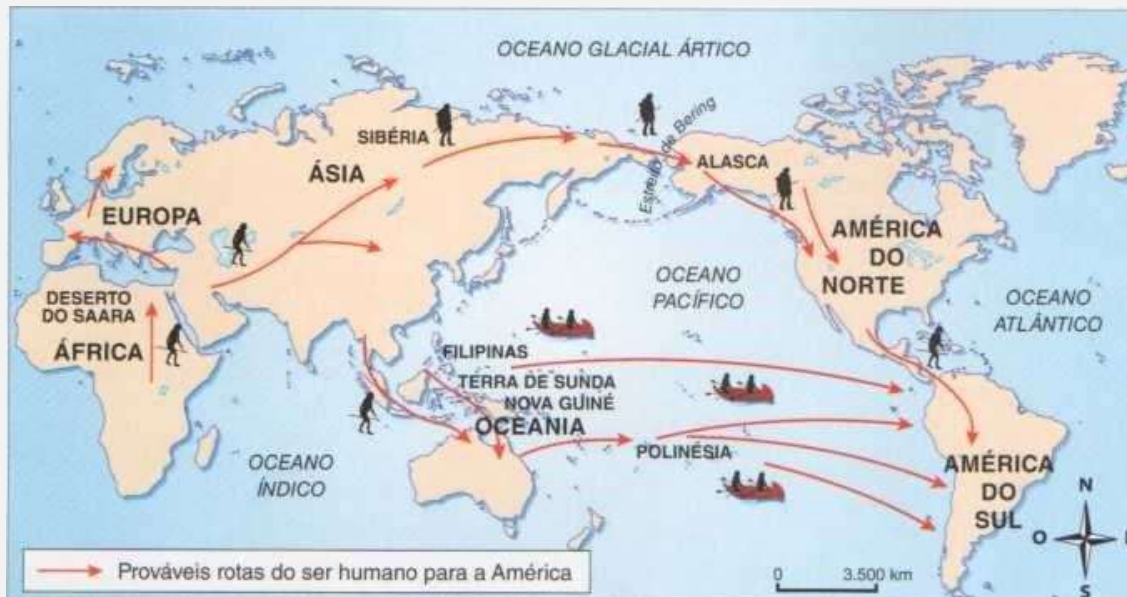 OCEANO GLACIAL ÁRTICO
SIBÉRIA
Estreito de Bering
ALASCA
ÁSIA
EUROPA
AMÉRICA
DO
NORTE
OCEANO
PACÍFICO
OCEANO
ATLÂNTICO
DESERTO
DO SAARA
ÁFRICA
FILIPINAS
TERRA DE SUNDA
NOVA GUINÉ
OCEANIA
POLINÉSIA
OCEANO
ÍNDICO
AMÉRICA
DO
SUL
N
O
S
Prováveis rotas do ser humano para a América
0 3.500 km